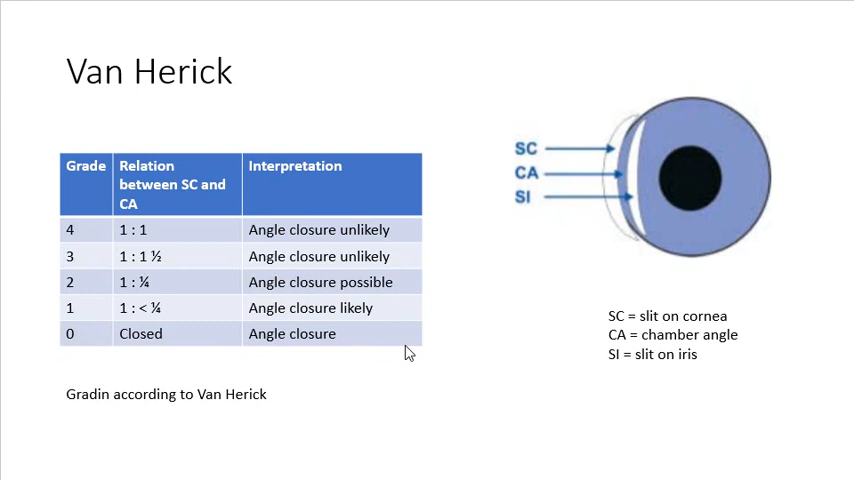 Van Herick
Grade Relation between SC and CA Interpretation
4 1 : 1 Angle closure unlikely
3 1 : 1 ½ Angle closure unlikely
2 1 : ¼ Angle closure possible
1 1 : < ¼ Angle closure likely
0 Closed Angle closure
Gradin according to Van Herick
SC
CA
SI
SC = slit on cornea
CA = chamber angle
SI = slit on iris